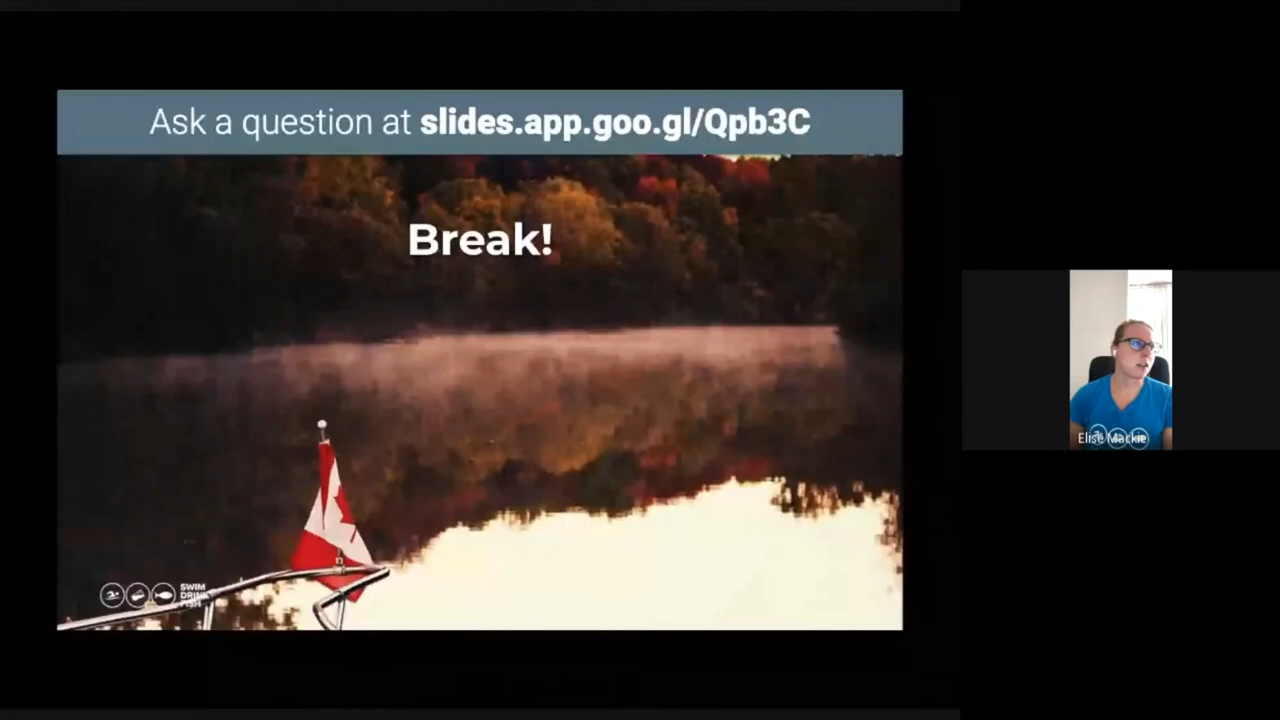 Ask a question at slides.app.goo.gl/Qpb3C
Break!
SWIM
DRINK
FISH
Elise Mackie